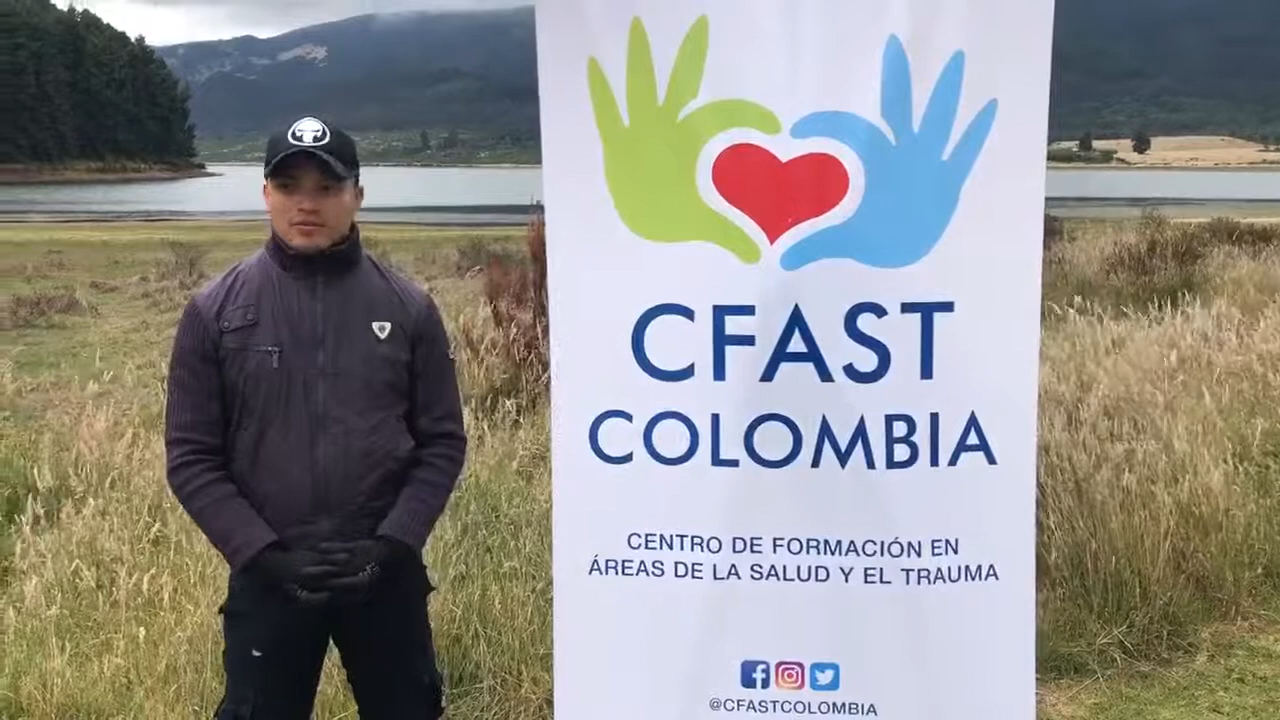 CFAST
COLOMBIA
CENTRO DE FORMACIÓN EN
ÁREAS DE LA SALUD Y EL TRAUMA
@CFASTCOLOMBIA